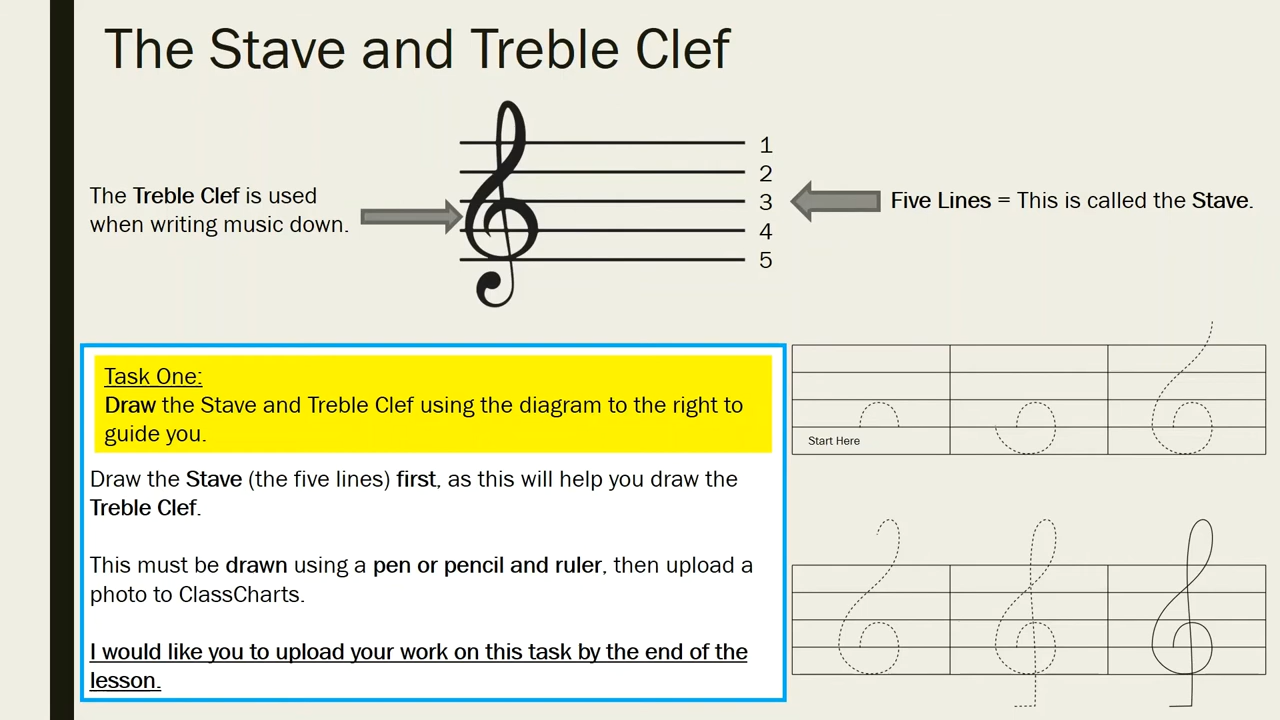 The Stave and Treble Clef
The Treble Clef is used
when writing music down.
1
2
3
4
5
Five Lines = This is called the Stave.
Task One:
Draw the Stave and Treble Clef using the diagram to the right to
guide you.
Draw the Stave (the five lines) first, as this will help you draw the
Treble Clef.
This must be drawn using a pen or pencil and ruler, then upload a
photo to ClassCharts.
I would like you to upload your work on this task by the end of the
lesson.
Start Here